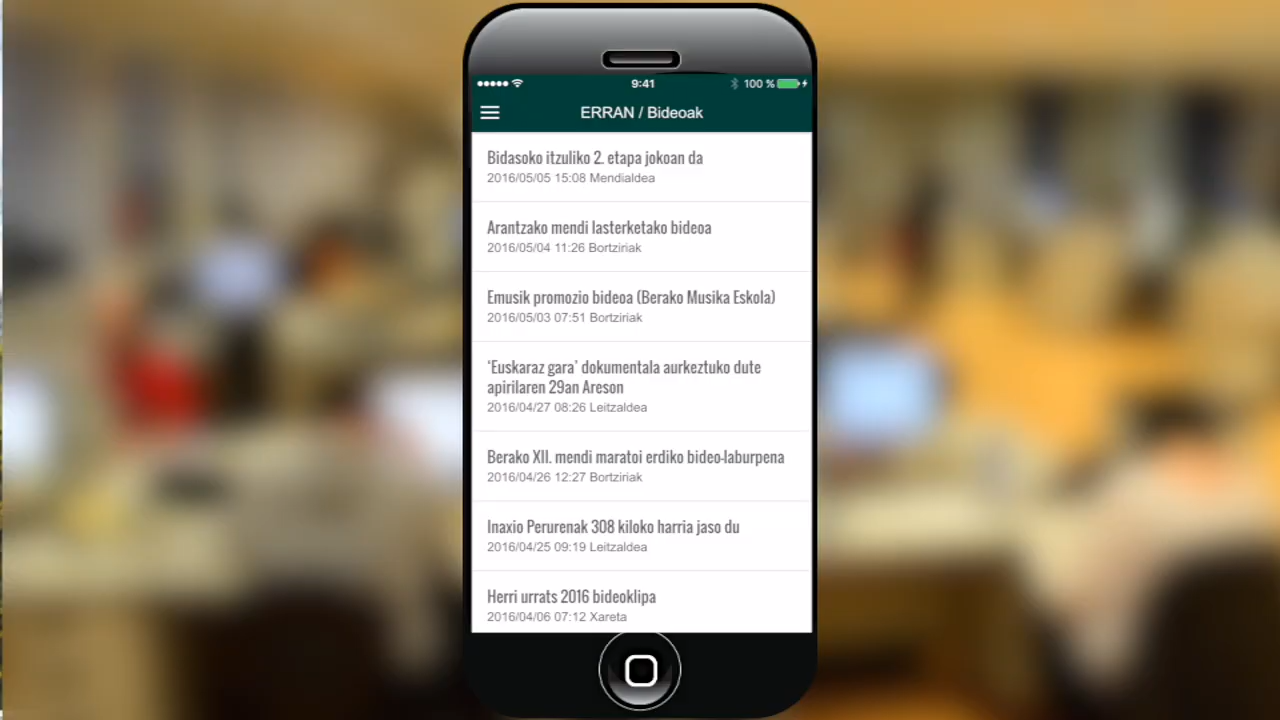 9:41
100 %
ERRAN / Bideoak
Bidasoko itzuliko 2. etapa jokoan da
2016/05/05 15:08 Mendialdea
Arantzako mendi lasterketako bideoa
2016/05/04 11:26 Bortziriak
Emusik promozio bideoa (Berako Musika Eskola)
2016/05/03 07:51 Bortziriak
‘Euskaraz gara’ dokumentala aurkeztuko dute
apirilaren 29an Areson
2016/04/27 08:26 Leitzaldea
Berako XII. mendi maratoi erdiko bideo-laburpena
2016/04/26 12:27 Bortziriak
Inaxio Perurenak 308 kiloko harria jaso du
2016/04/25 09:19 Leitzaldea
Herri urrats 2016 bideoklipa
2016/04/06 07:12 Xareta